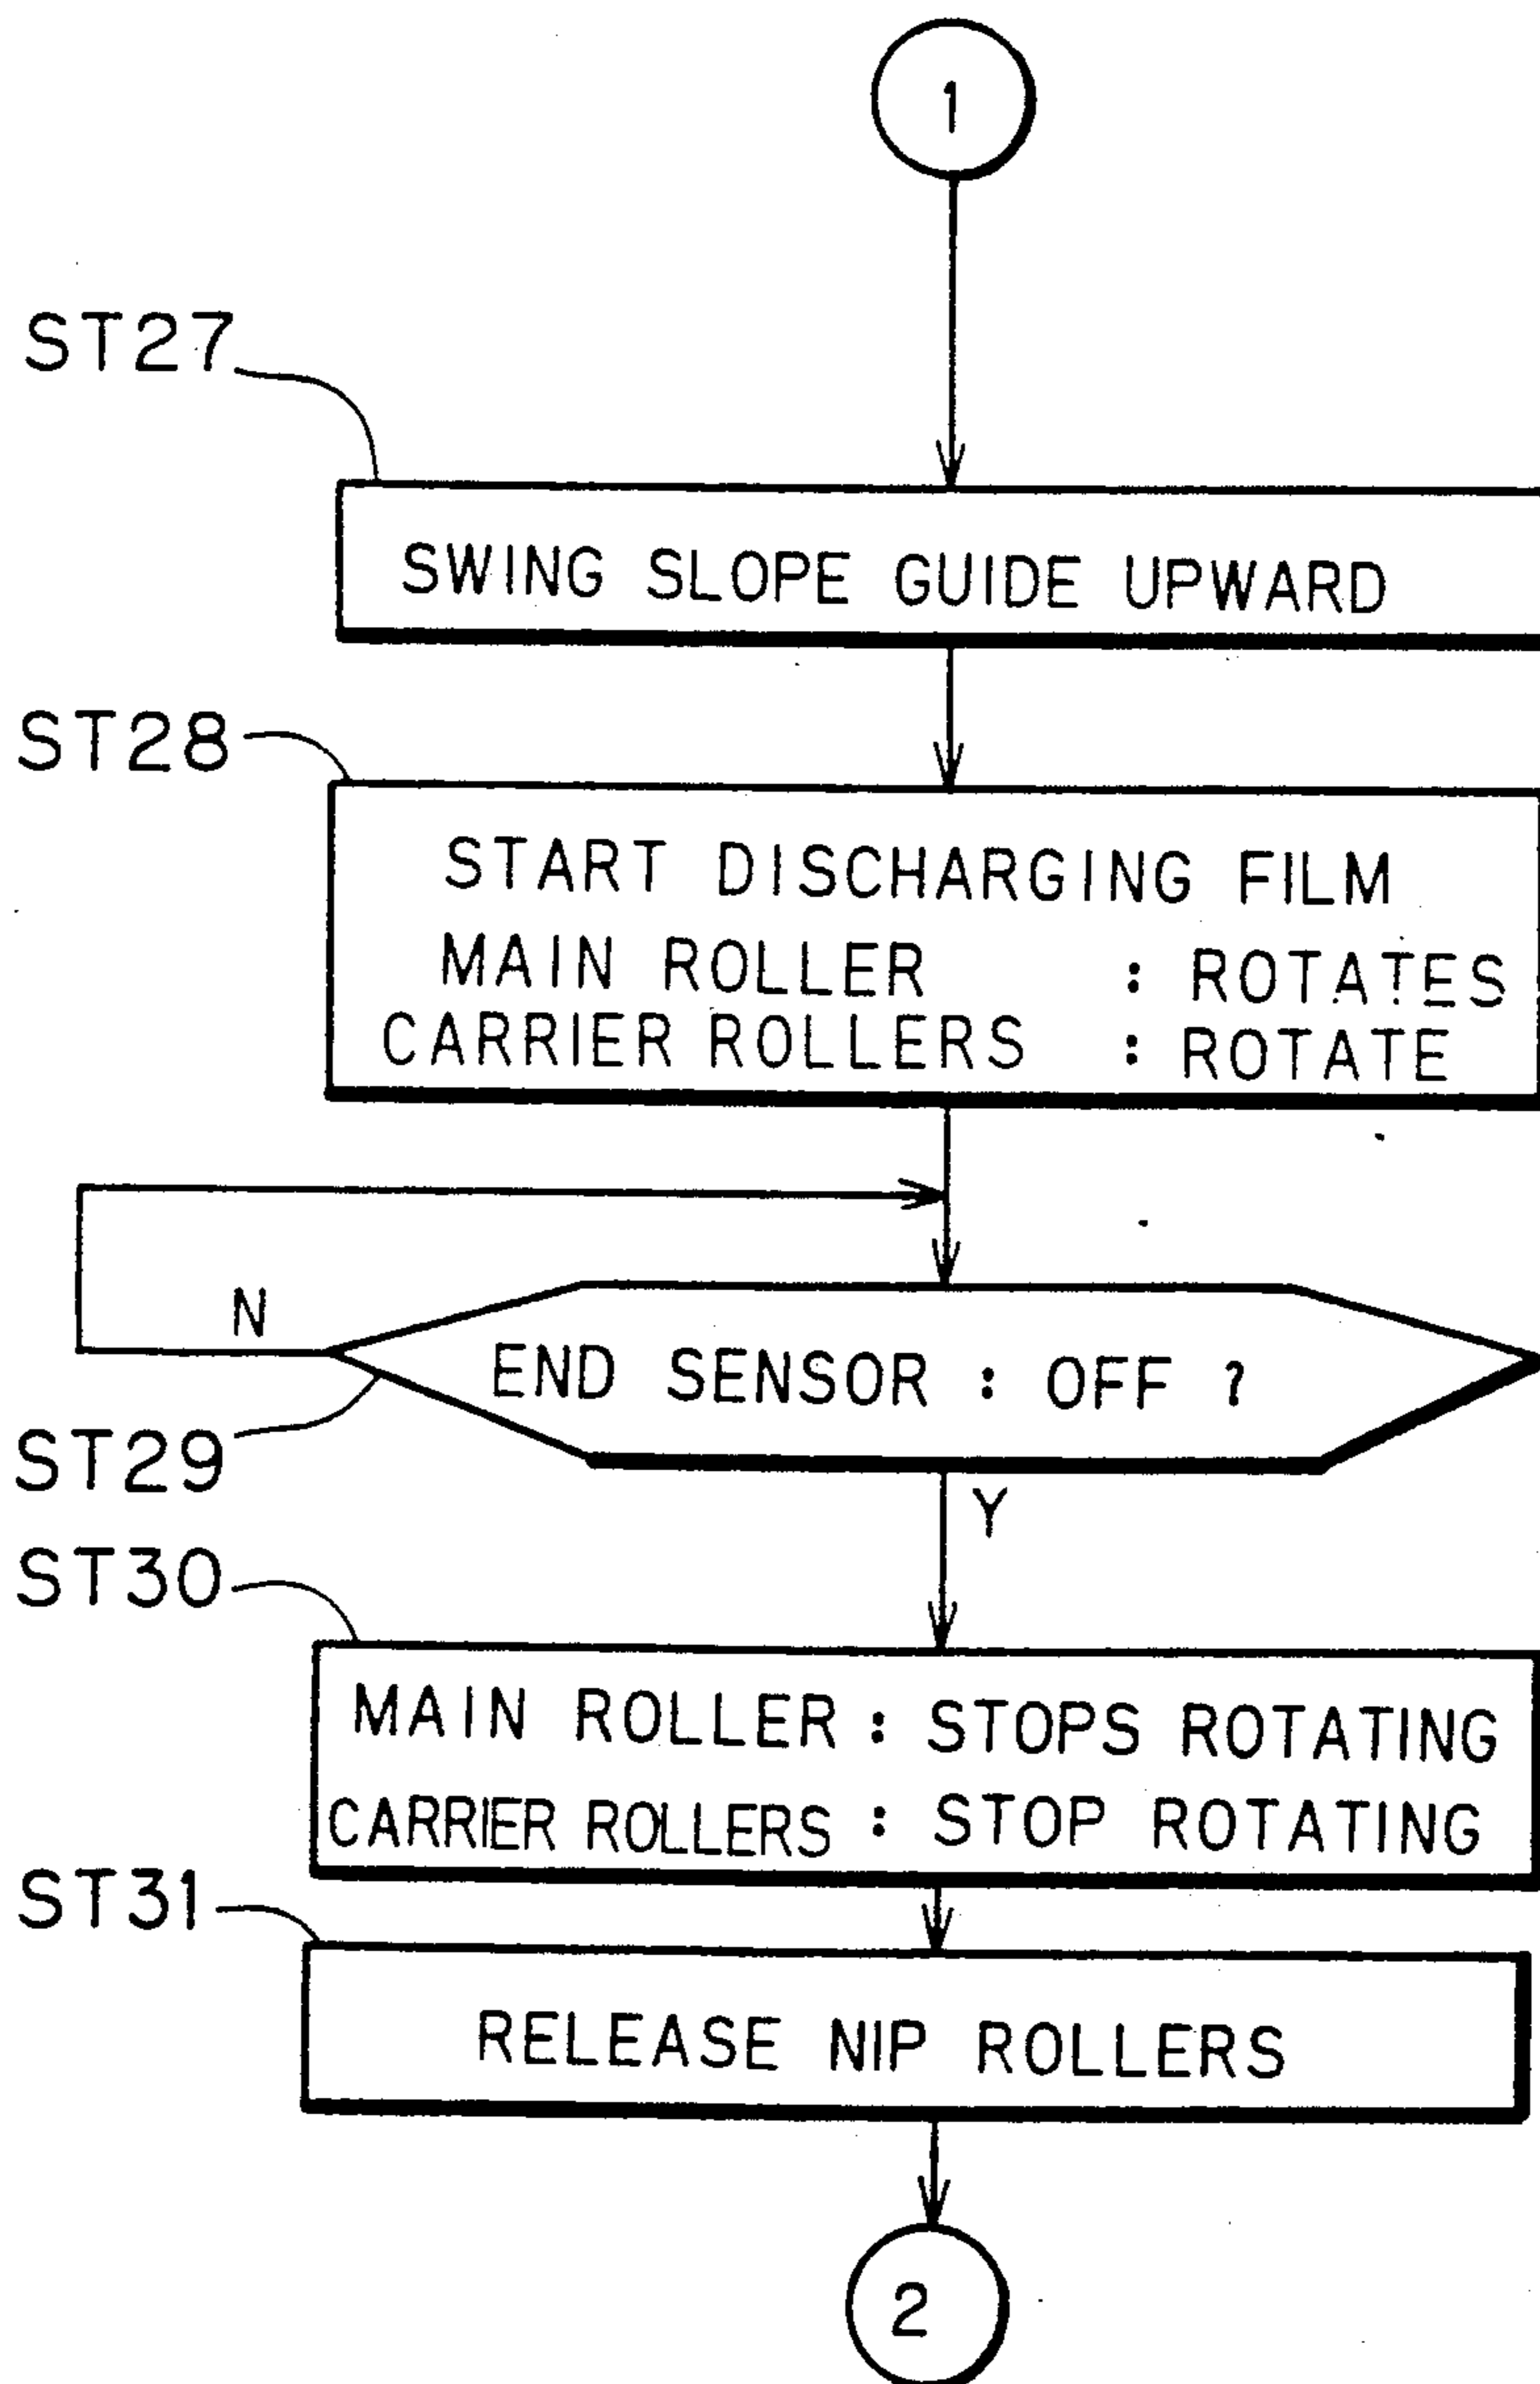 1
ST27
SWING SLOPE GUIDE UPWARD
ST28
START DISCHARGING FILM
MAIN ROLLER : ROTATES
CARRIER ROLLERS : ROTATE
N
END SENSOR : OFF ?
ST29
Y
ST30
MAIN ROLLER : STOPS ROTATING
CARRIER ROLLERS : STOP ROTATING
ST31
RELEASE NIP ROLLERS
2